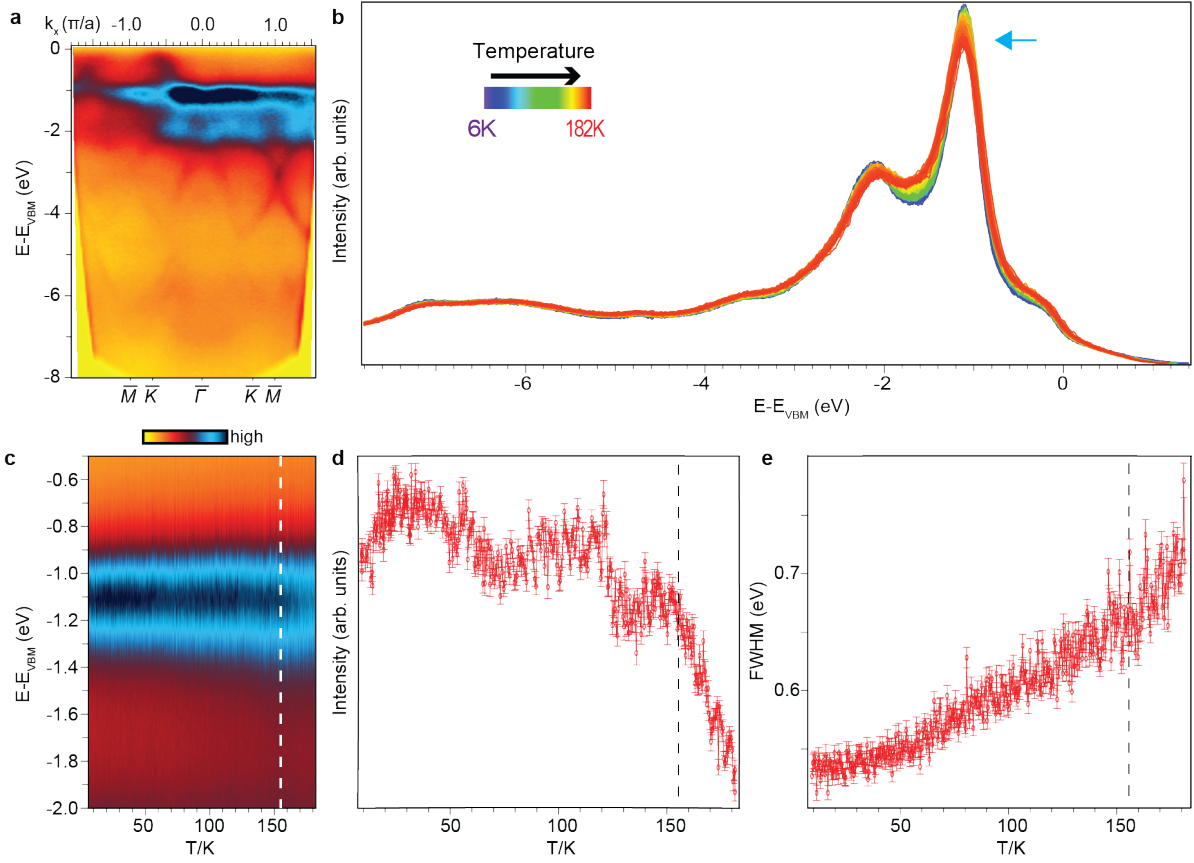 a
kₓ (π/a) -1.0 0.0 1.0
0
-2
-4
-6
-8
E-E_VBM (eV)
M̅ K̅ Γ̅ K̅ M̅
b
Temperature
6K 182K
Intensity (arb. units)
-6 -4 -2 0
E-E_VBM (eV)
high
c
-0.6
-0.8
-1.0
-1.2
-1.4
-1.6
-1.8
-2.0
E-E_VBM (eV)
50 100 150
T/K
d
Intensity (arb. units)
50 100 150
T/K
e
0.7
0.6
FWHM (eV)
50 100 150
T/K